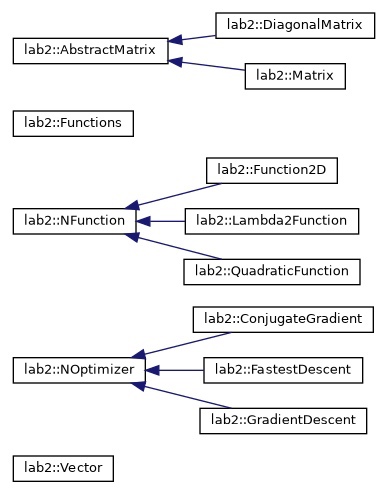 lab2::DiagonalMatrix
lab2::AbstractMatrix
lab2::Matrix
lab2::Functions
lab2::Function2D
lab2::NFunction
lab2::Lambda2Function
lab2::QuadraticFunction
lab2::ConjugateGradient
lab2::NOptimizer
lab2::FastestDescent
lab2::GradientDescent
lab2::Vector